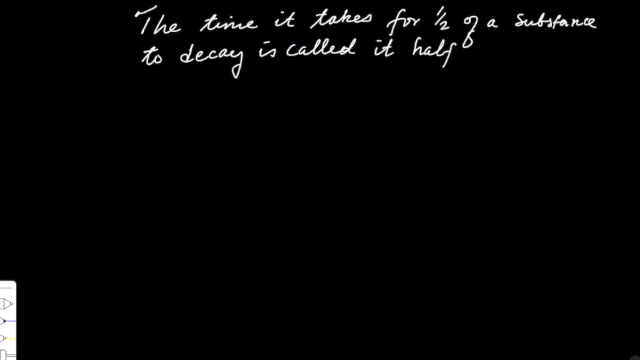 The time it takes for 1/2 of a substance
to decay is called it half